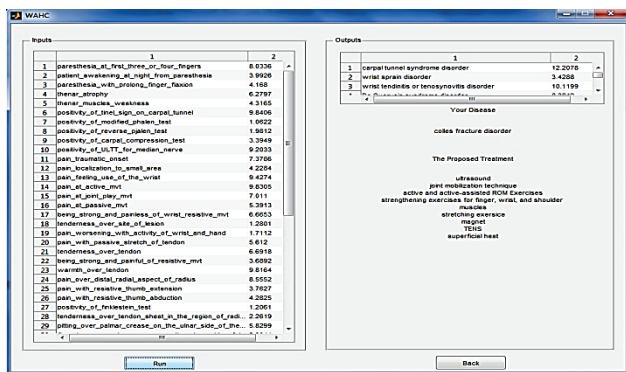 WAHC
Inputs
1 2
1 paresthesia_at_first_three_or_four_fingers 8.0336
2 patient_awakening_at_night_from_paresthesia 3.9926
3 paresthesia_with_prolong_finger_flaxion 4.168
4 thenar_atrophy 6.2797
5 thenar_muscles_weakness 4.3165
6 positivity_of_tinel_sign_on_carpal_tunnel 9.8406
7 positivity_of_modified_phalen_test 1.0622
8 positivity_of_reverse_pjalen_test 1.9812
9 positivity_of_carpal_compression_test 3.3949
10 positivity_of_ULTT_for_median_nerve 9.2033
11 pain_traumatic_onset 7.3786
12 pain_localization_to_small_area 4.2284
13 pain_feeling_use_of_the_wrist 9.4274
14 pain_at_active_mvt 9.8305
15 pain_at_joint_play_mvt 7.011
16 pain_at_passive_mvt 5.3913
17 being_strong_and_painless_of_wrist_resistive_mvt 6.6653
18 tenderness_over_site_of_lesion 1.2801
19 pain_worsening_with_activity_of_wrist_and_hand 1.7112
20 pain_with_passive_stretch_of_tendon 5.612
21 tenderness_over_tendon 6.6918
22 being_strong_and_painful_of_resistive_mvt 3.6892
23 warmth_over_tendon 9.8164
24 pain_over_distal_radial_aspect_of_radius 8.5552
25 pain_with_resistive_thumb_extension 3.7627
26 pain_with_resistive_thumb_abduction 4.2825
27 positivity_of_finklestein_test 1.2061
28 tenderness_over_tendon_sheet_in_the_region_of_radi... 2.2619
29 pitting_over_palmar_crease_on_the_ulnar_side_of_the... 5.8299
Run
Outputs
1 2
1 carpal tunnel syndrome disorder 12.2078
2 wrist sprain disorder 3.4288
3 wrist tendinitis or tenosynovitis disorder 10.1199
Your Disease
colles fracture disorder
The Proposed Treatment
ultrasound
joint mobilization technique
active and active-assisted ROM Exercises
strengthening exercises for finger, wrist, and shoulder
muscles
stretching exersice
magnet
TENS
superficial heat
Back